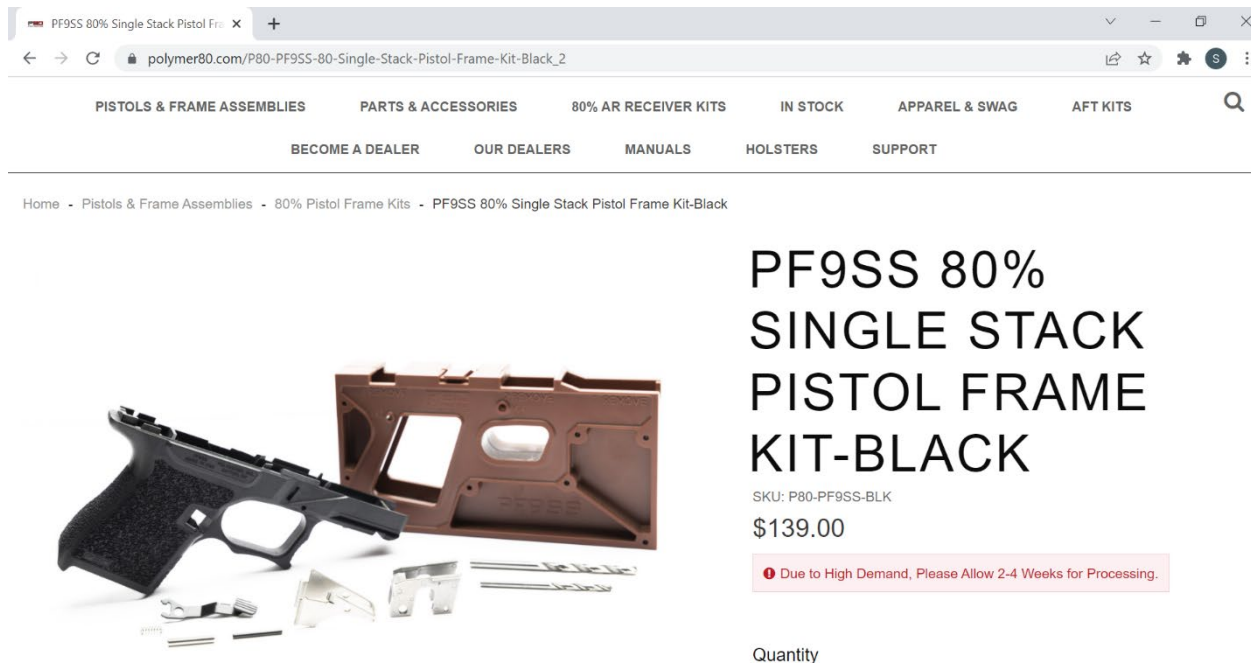 PF9SS 80% Single Stack Pistol Fra
polymer80.com/P80-PF9SS-80-Single-Stack-Pistol-Frame-Kit-Black_2
S
PISTOLS & FRAME ASSEMBLIES PARTS & ACCESSORIES 80% AR RECEIVER KITS IN STOCK APPAREL & SWAG AFT KITS
BECOME A DEALER OUR DEALERS MANUALS HOLSTERS SUPPORT
Home - Pistols & Frame Assemblies - 80% Pistol Frame Kits - PF9SS 80% Single Stack Pistol Frame Kit-Black
PF9SS 80%
SINGLE STACK
PISTOL FRAME
KIT-BLACK
SKU: P80-PF9SS-BLK
$139.00
Due to High Demand, Please Allow 2-4 Weeks for Processing.
Quantity
PF9SS